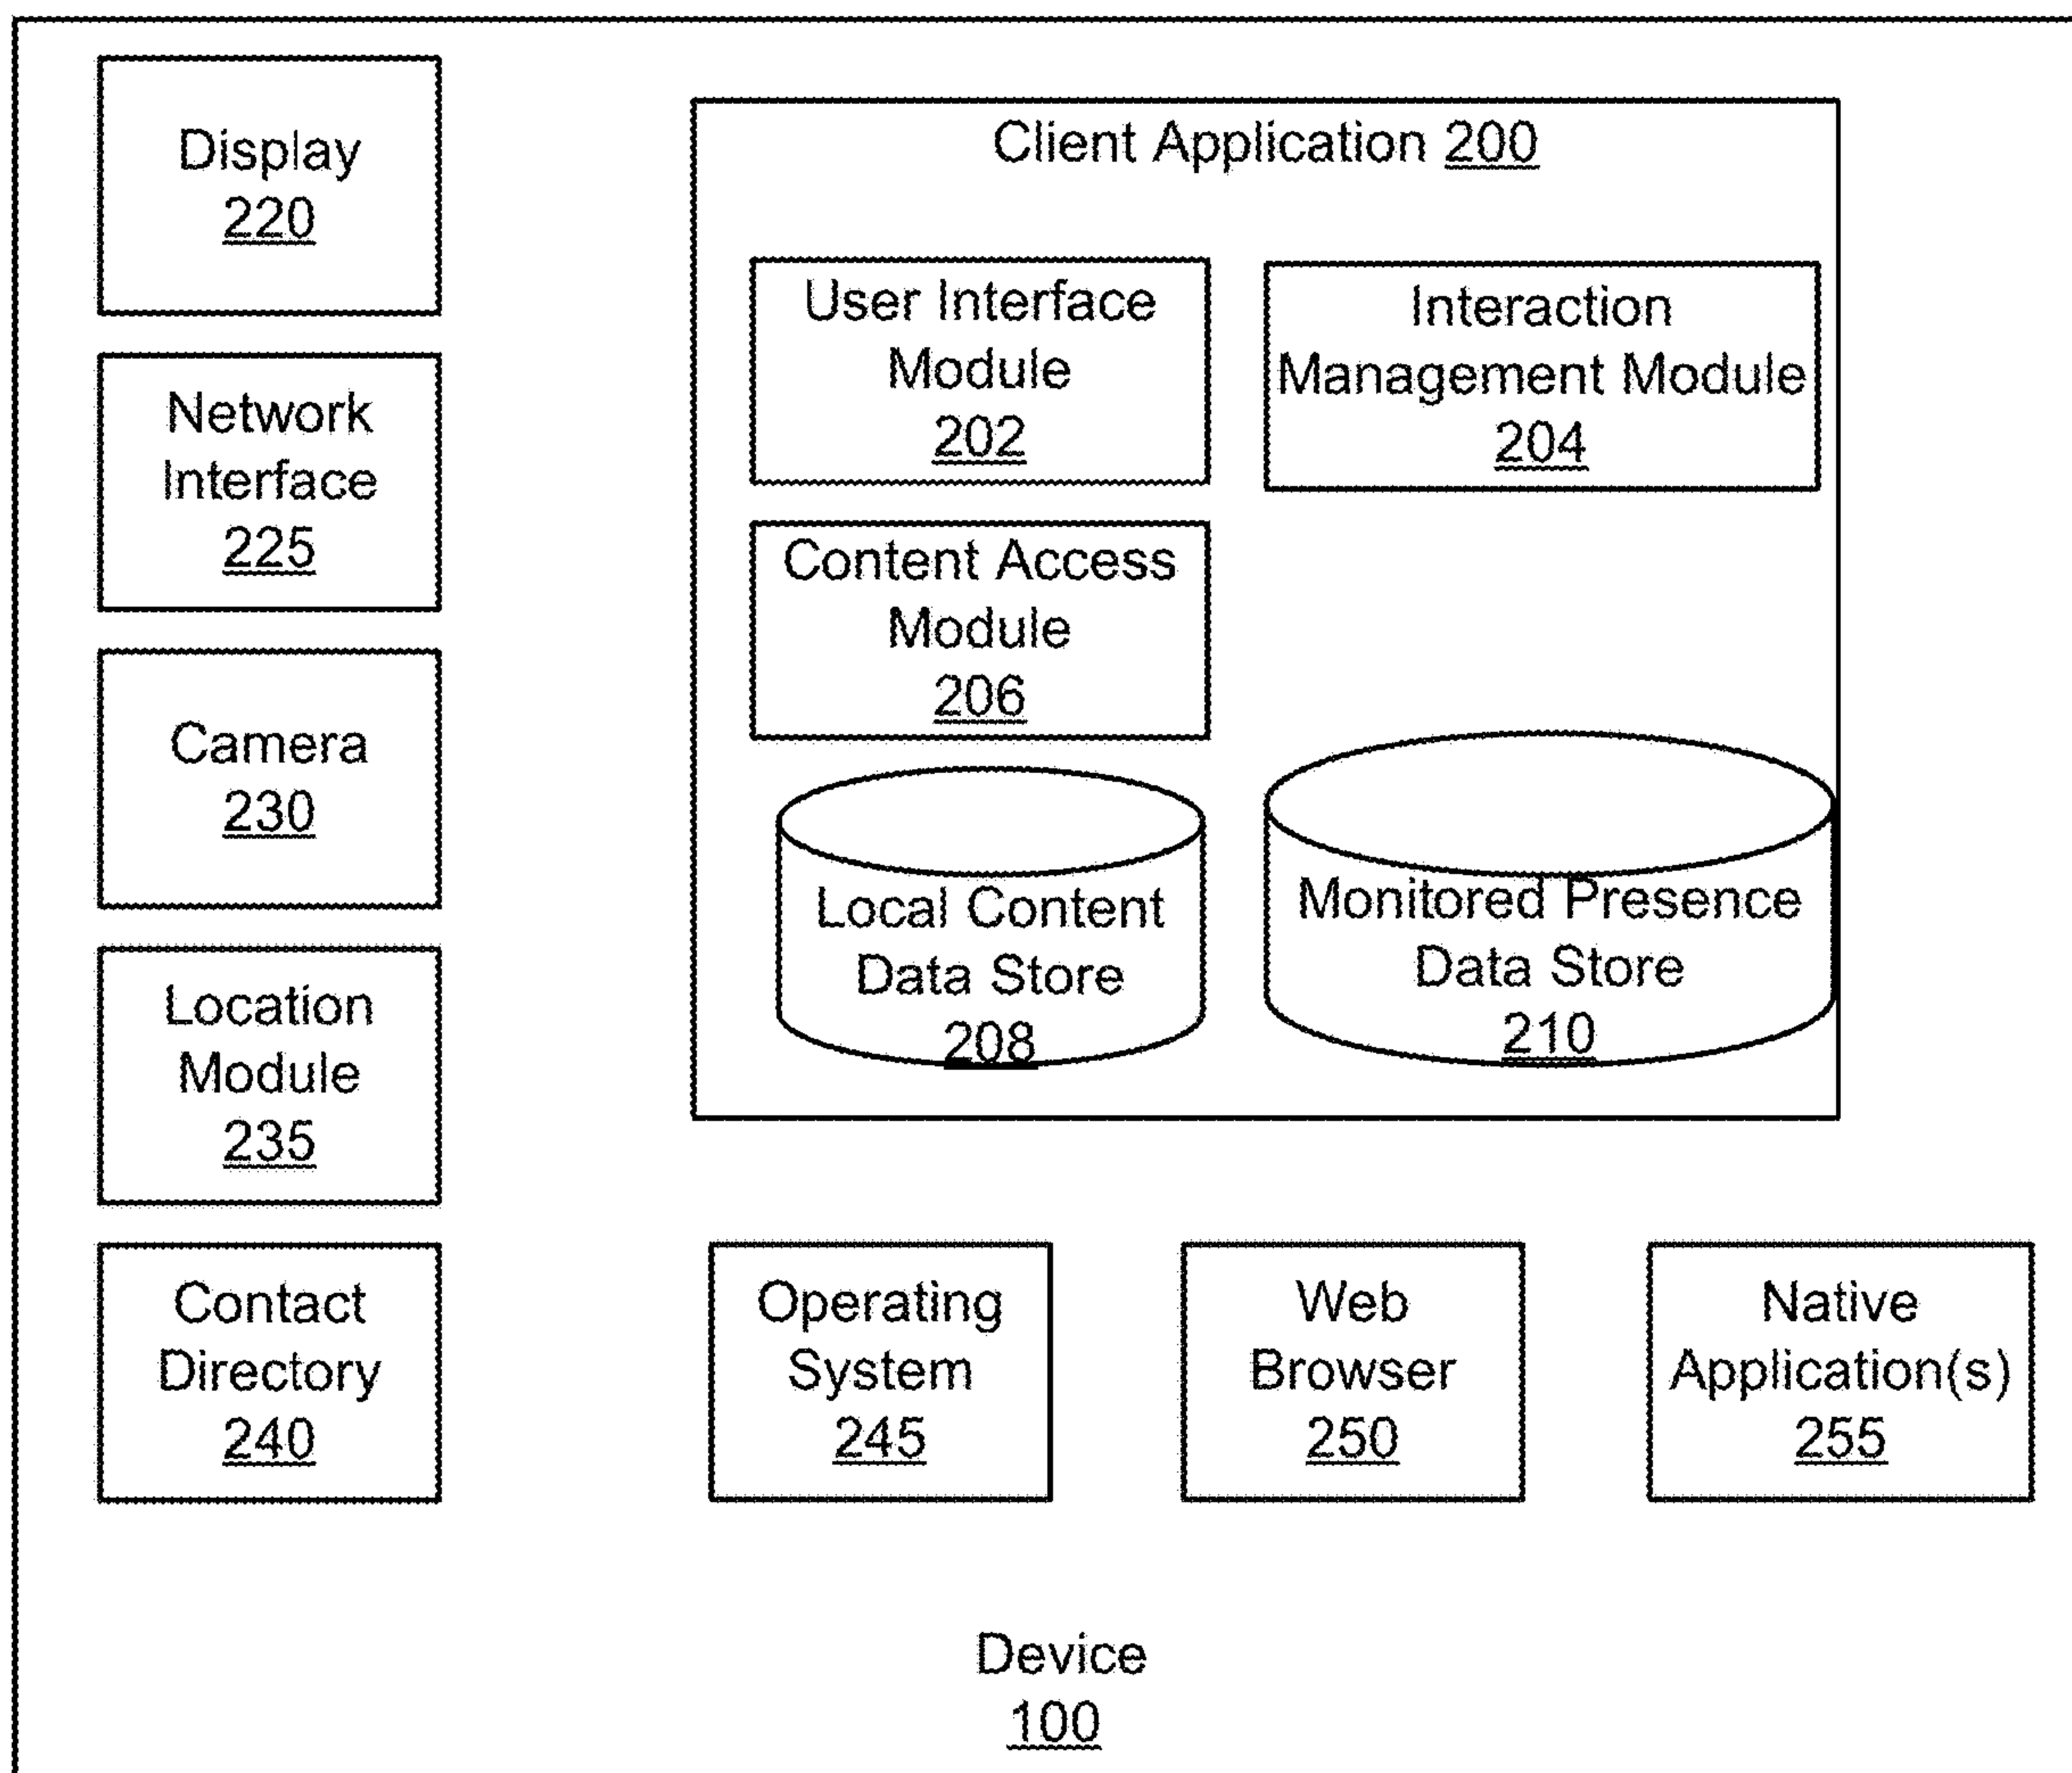 Display
220
Network
Interface
225
Camera
230
Location
Module
235
Contact
Directory
240
Client Application 200
User Interface
Module
202
Interaction
Management Module
204
Content Access
Module
206
Local Content
Data Store
208
Monitored Presence
Data Store
210
Operating
System
245
Web
Browser
250
Native
Application(s)
255
Device
100